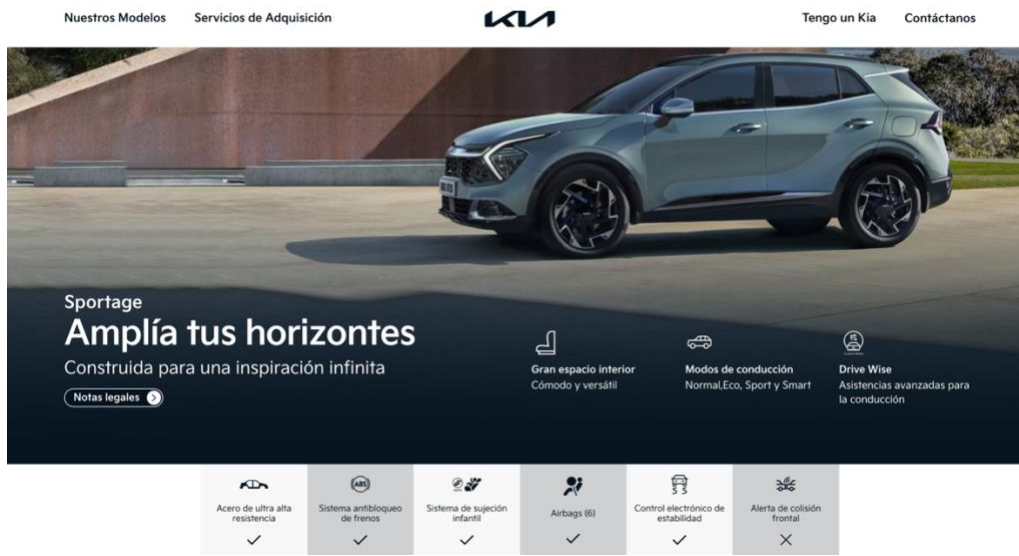 Nuestros Modelos
Servicios de Adquisición
KIA
Tengo un Kia
Contáctanos
Sportage
Amplía tus horizontes
Construida para una inspiración infinita
Notas legales
Gran espacio interior
Cómodo y versátil
Modos de conducción
Normal,Eco, Sport y Smart
Drive Wise
Asistencias avanzadas para
la conducción
Acero de ultra alta
resistencia
ABS
Sistema antibloqueo
de frenos
Sistema de sujeción
infantil
Airbags (6)
Control electrónico de
estabilidad
Alerta de colisión
frontal